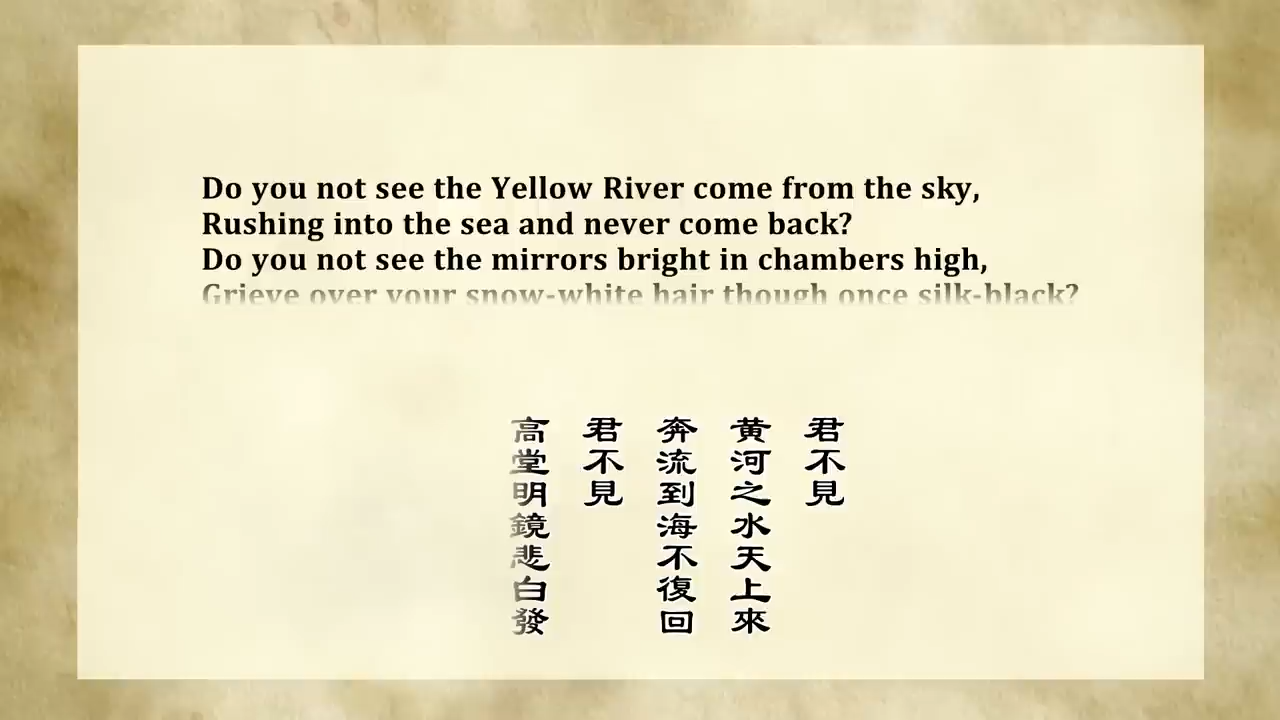 Do you not see the Yellow River come from the sky,
Rushing into the sea and never come back?
Do you not see the mirrors bright in chambers high,
Grieve over your snow-white hair though once silk-black?
君不見
黃河之水天上來
奔流到海不復回
君不見
高堂明鏡悲白發